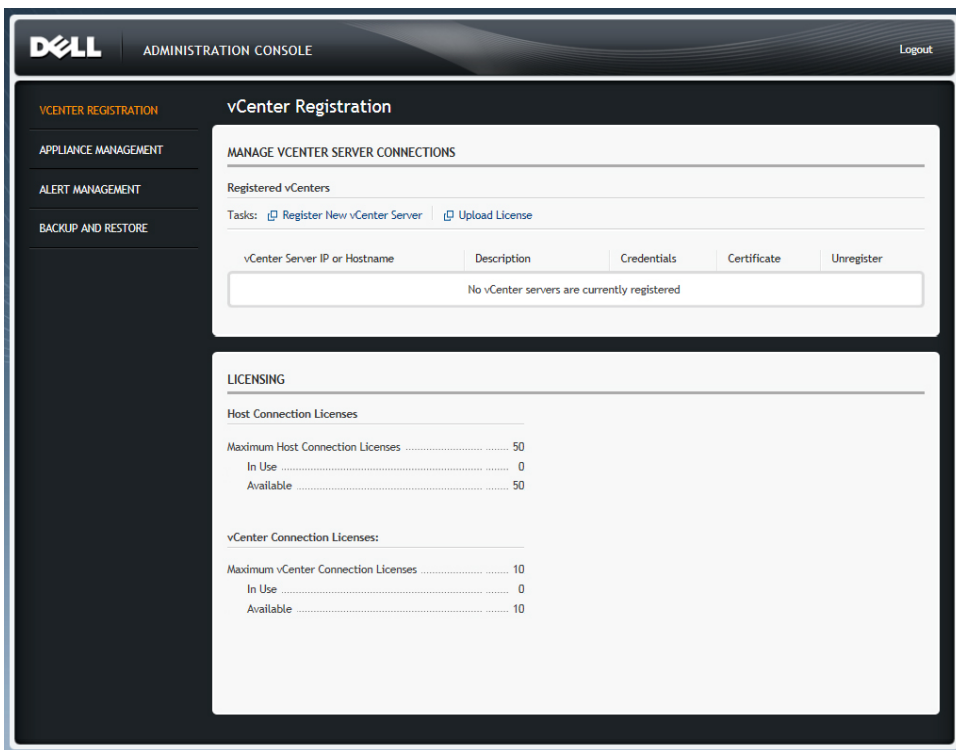 DELL ADMINISTRATION CONSOLE Logout
VCENTER REGISTRATION
APPLIANCE MANAGEMENT
ALERT MANAGEMENT
BACKUP AND RESTORE
vCenter Registration
MANAGE VCENTER SERVER CONNECTIONS
Registered vCenters
Tasks: Register New vCenter Server Upload License
vCenter Server IP or Hostname Description Credentials Certificate Unregister
No vCenter servers are currently registered
LICENSING
Host Connection Licenses
Maximum Host Connection Licenses ........ 50
In Use ........ 0
Available ........ 50
vCenter Connection Licenses:
Maximum vCenter Connection Licenses ........ 10
In Use ........ 0
Available ........ 10